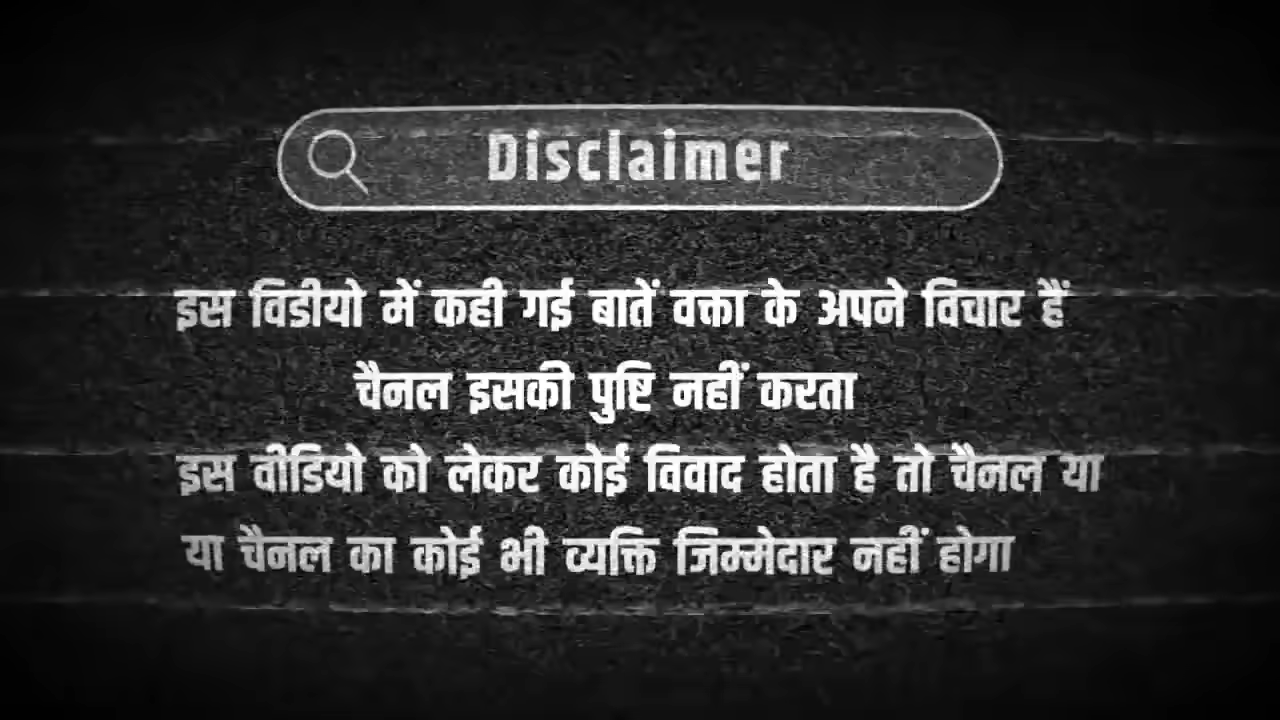 Disclaimer
इस विडीयो में कही गई बातें वक्ता के अपने विचार हैं
चैनल इसकी पुष्टि नहीं करता
इस वीडियो को लेकर कोई विवाद होता है तो चैनल या
या चैनल का कोई भी व्यक्ति जिम्मेदार नहीं होगा